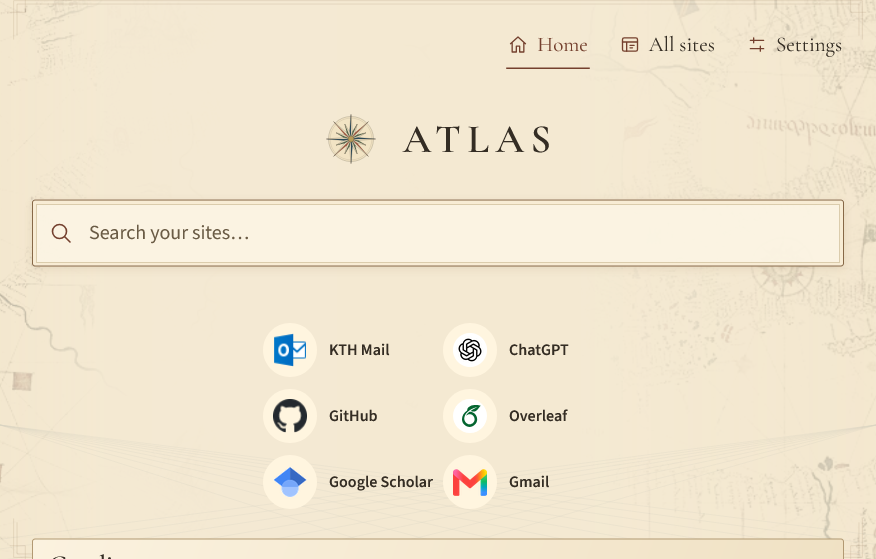 Home
All sites
Settings
ATLAS
Search your sites…
KTH Mail
ChatGPT
GitHub
Overleaf
Google Scholar
Gmail